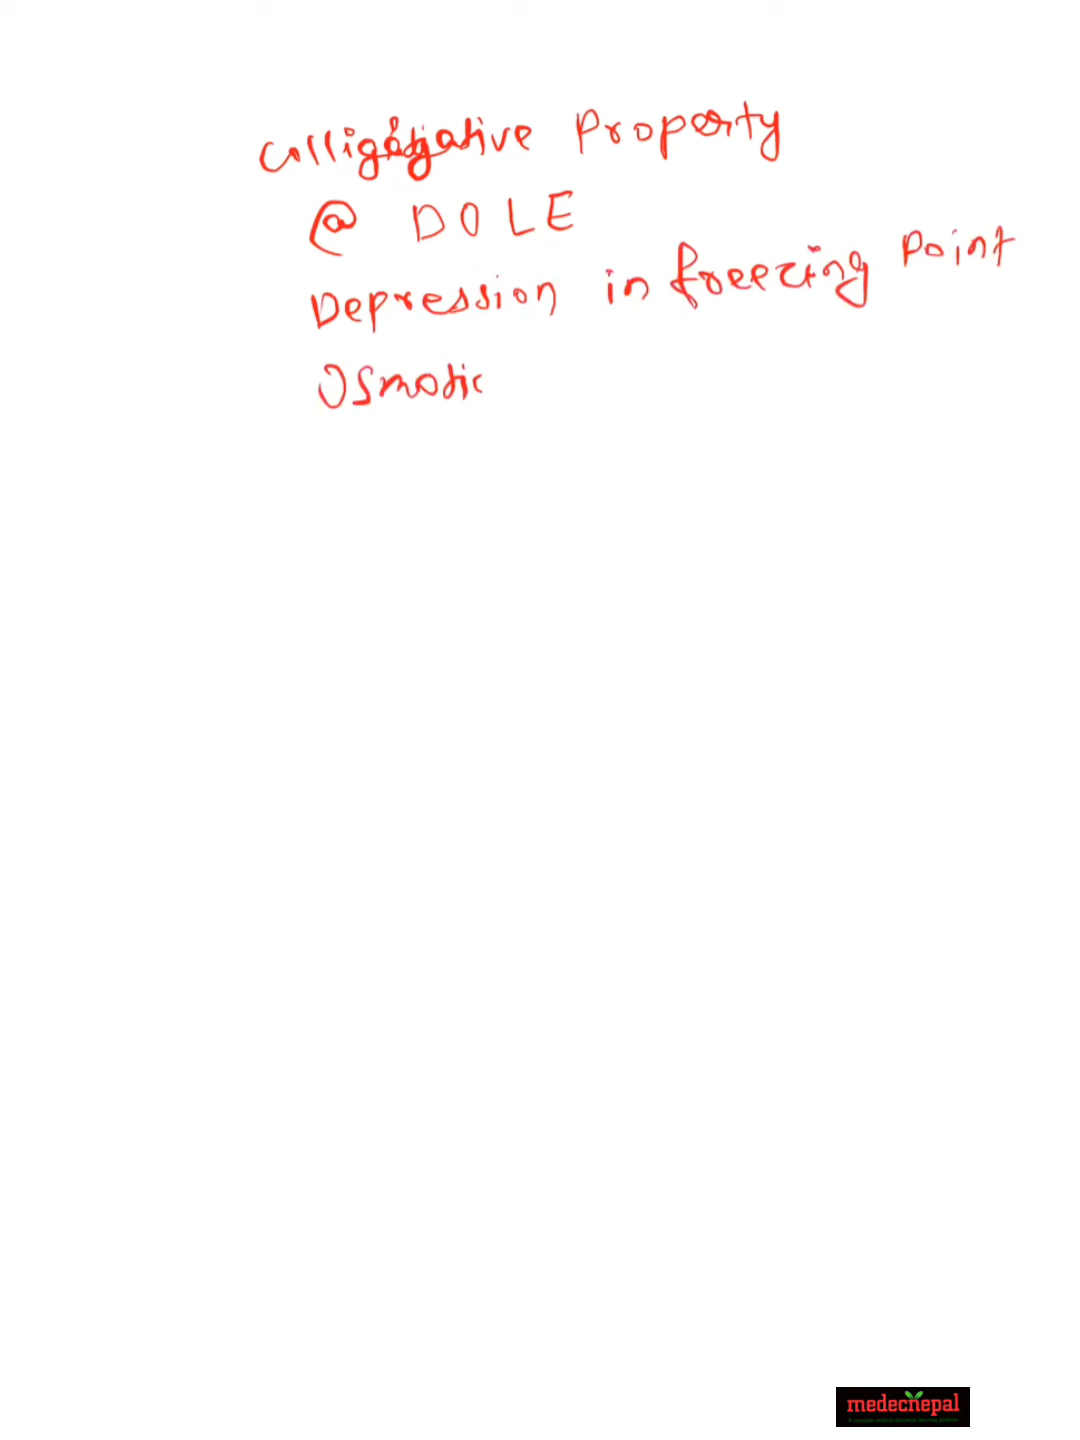 Colligative Property
@ DOLE
Depression in freezing Point
Osmotic
medecnepal